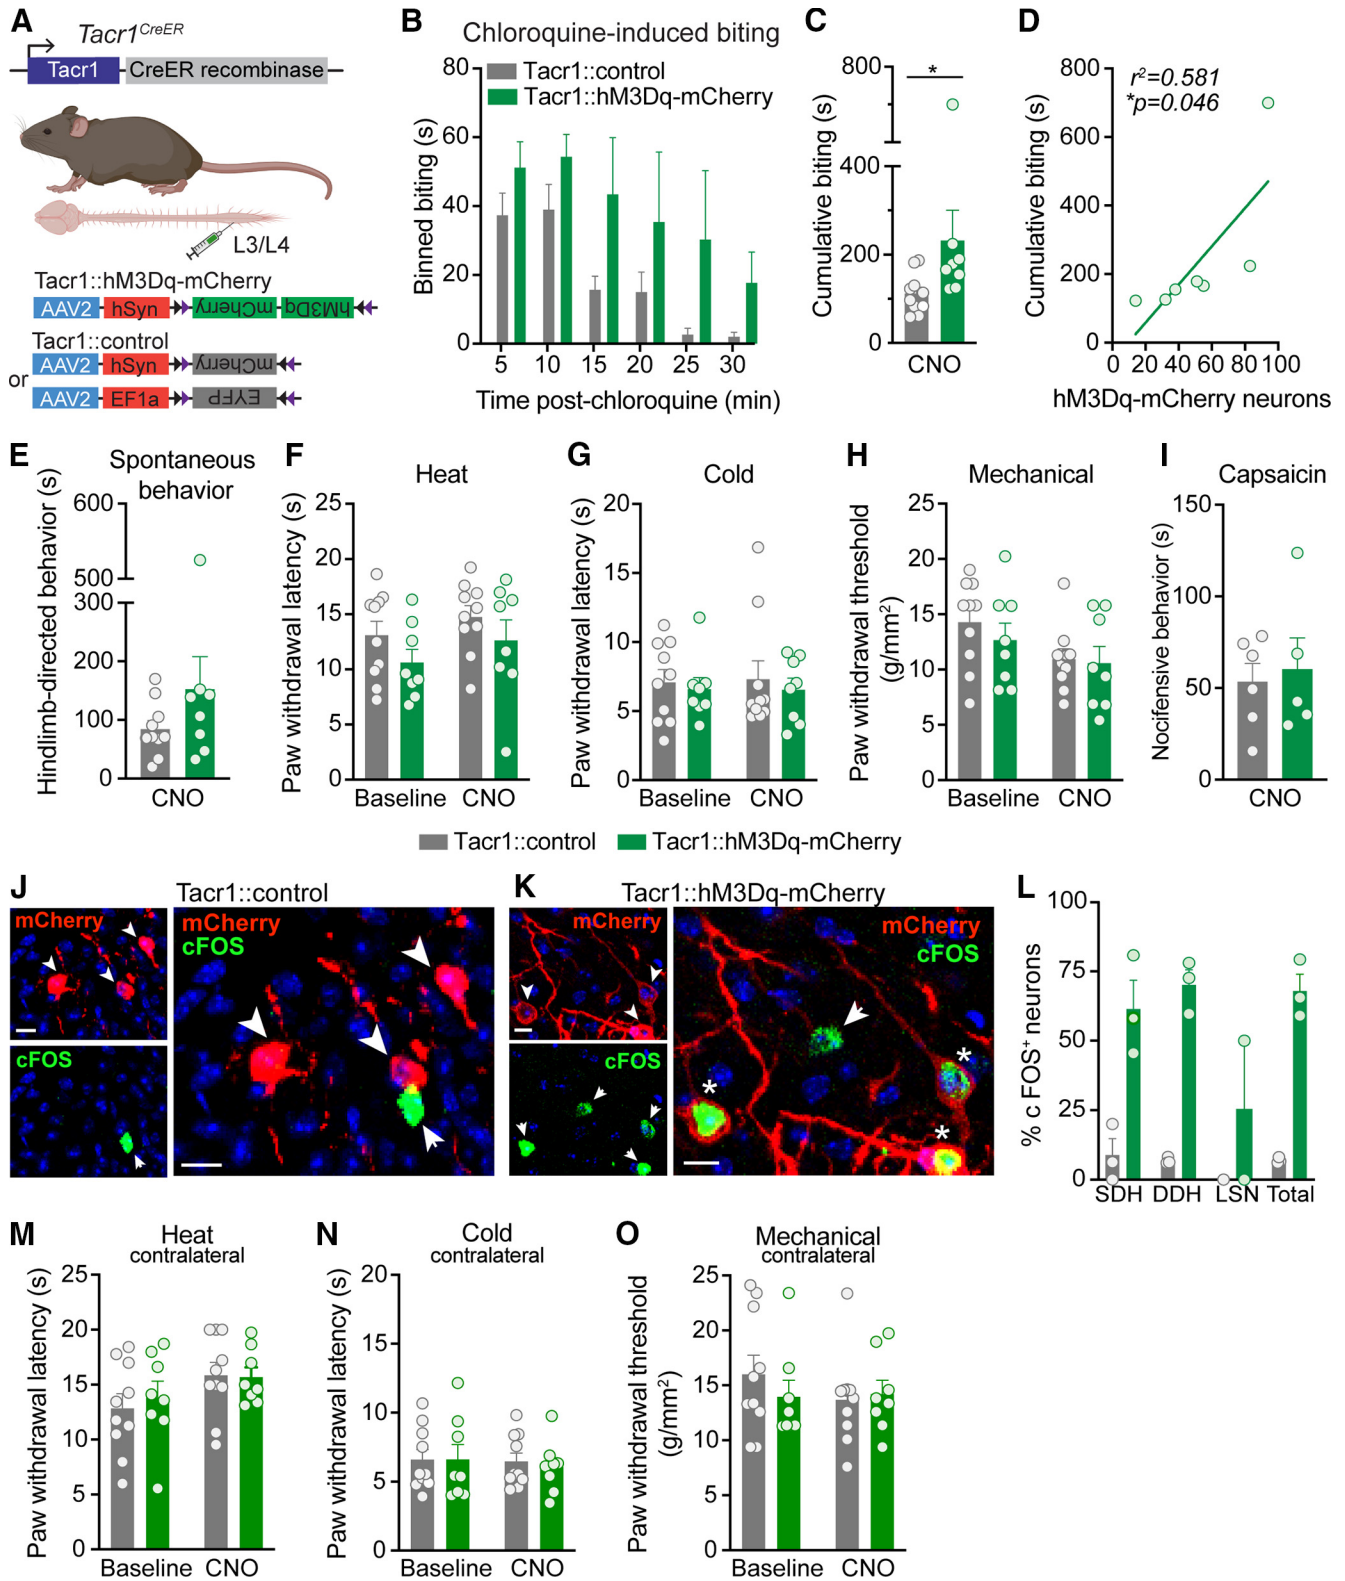 A
Tacr1CreER
Tacr1
CreER recombinase
L3/L4
Tacr1::hM3Dq-mCherry
AAV2 hSyn mCherry hM3Dq
Tacr1::control
AAV2 hSyn mCherry
or
AAV2 EF1a EYFP
B
Chloroquine-induced biting
Tacr1::control
Tacr1::hM3Dq-mCherry
Binned biting (s)
80
60
40
20
0
5 10 15 20 25 30
Time post-chloroquine (min)
C
Cumulative biting (s)
800
400
200
0
*
CNO
D
Cumulative biting (s)
800
600
400
200
0
r2=0.581
*p=0.046
0 20 40 60 80 100
hM3Dq-mCherry neurons
E
Spontaneous
behavior
Hindlimb-directed behavior (s)
600
500
300
200
100
0
CNO
F
Heat
Paw withdrawal latency (s)
25
20
15
10
5
0
Baseline CNO
G
Cold
Paw withdrawal latency (s)
20
15
10
5
0
Baseline CNO
H
Mechanical
Paw withdrawal threshold
(g/mm2)
25
20
15
10
5
0
Baseline CNO
I
Capsaicin
Nocifensive behavior (s)
150
100
50
0
CNO
Tacr1::control
Tacr1::hM3Dq-mCherry
J
Tacr1::control
mCherry
cFOS
mCherry
cFOS
K
Tacr1::hM3Dq-mCherry
mCherry
cFOS
mCherry
cFOS
*
*
*
L
% c FOS+ neurons
100
75
50
25
0
SDH DDH LSN Total
M
Heat
contralateral
Paw withdrawal latency (s)
25
20
15
10
5
0
Baseline CNO
N
Cold
contralateral
Paw withdrawal latency (s)
20
15
10
5
0
Baseline CNO
O
Mechanical
contralateral
Paw withdrawal threshold
(g/mm2)
25
20
15
10
5
0
Baseline CNO